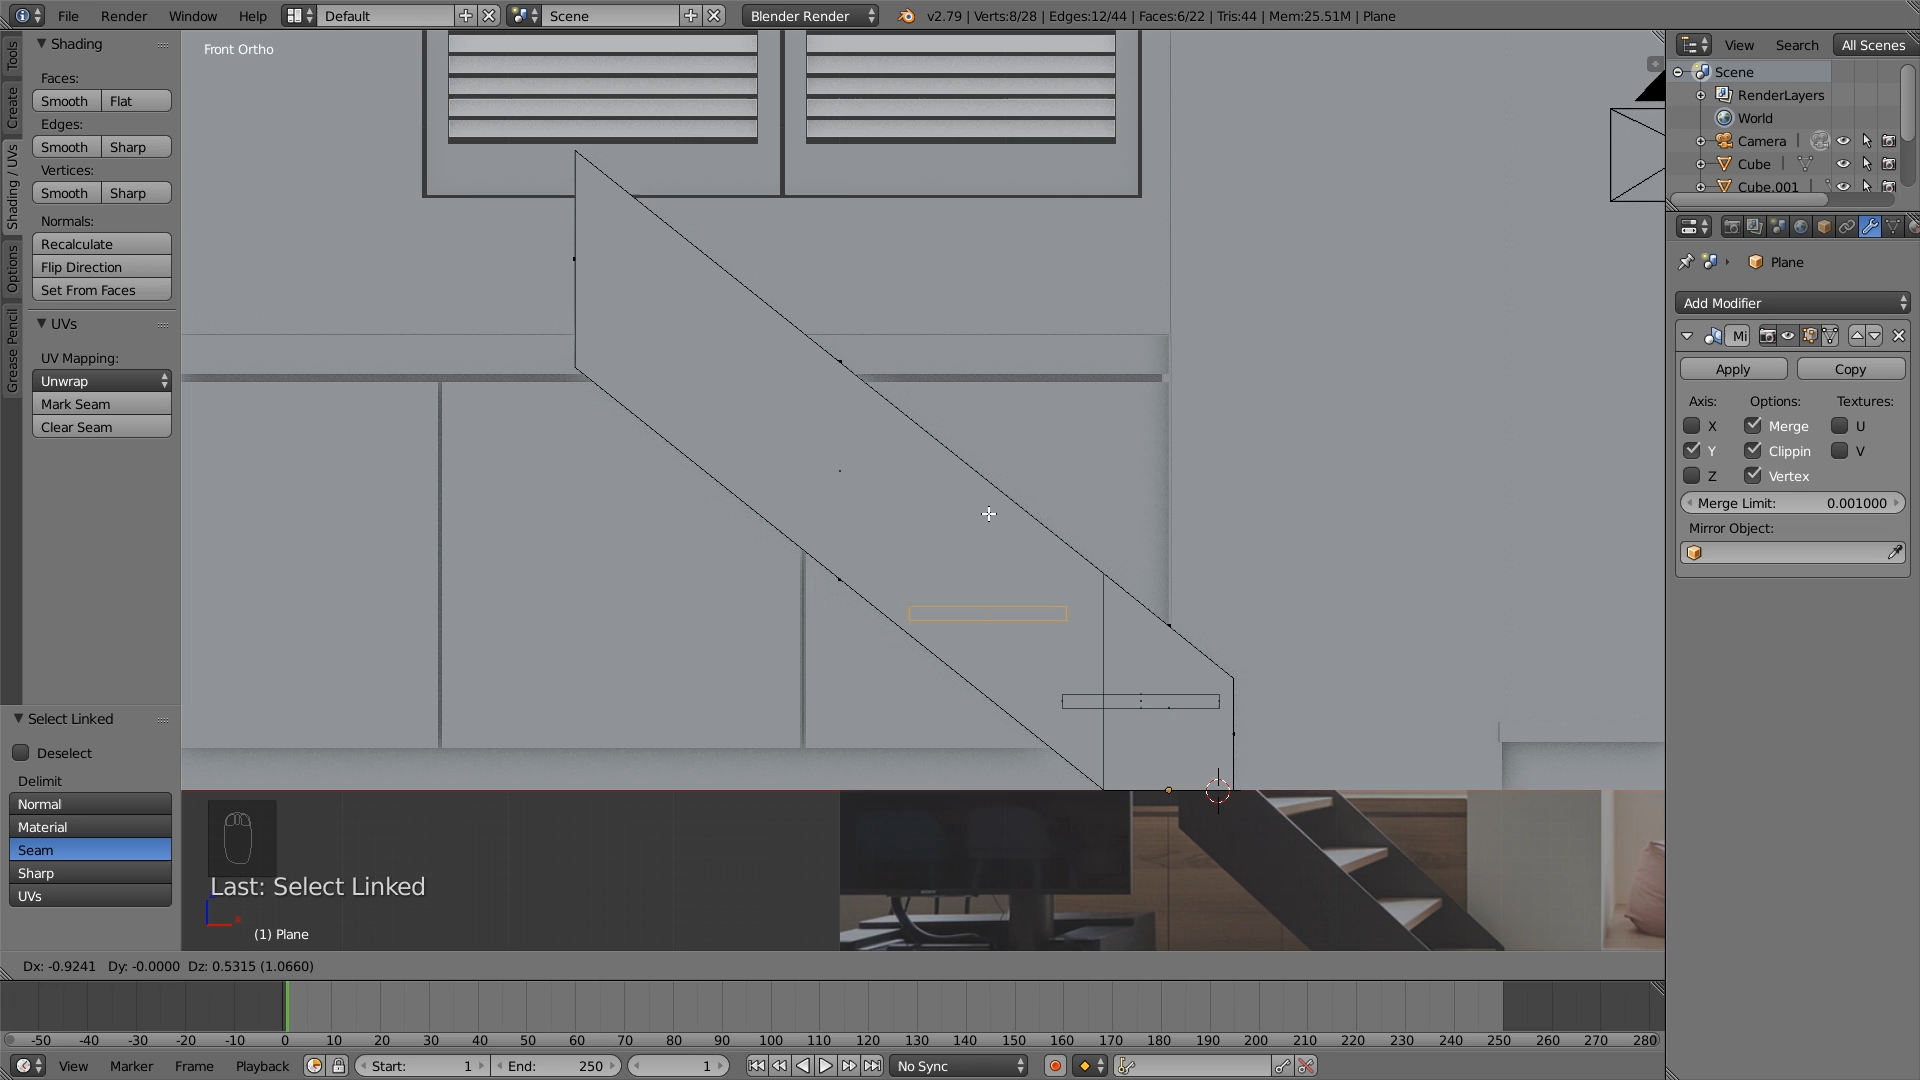 File Render Window Help Default Scene Blender Render v2.79 | Verts:8/28 | Edges:12/44 | Faces:6/22 | Tris:44 | Mem:25.51M | Plane
Tools
Create
Shading / UVs
Options
Grease Pencil
Shading
Faces:
Smooth Flat
Edges:
Smooth Sharp
Vertices:
Smooth Sharp
Normals:
Recalculate
Flip Direction
Set From Faces
UVs
UV Mapping:
Unwrap
Mark Seam
Clear Seam
Select Linked
Deselect
Delimit
Normal
Material
Seam
Sharp
UVs
Front Ortho
Last: Select Linked
(1) Plane
Dx: -0.9241 Dy: -0.0000 Dz: 0.5315 (1.0660)
View Search All Scenes
Scene
RenderLayers
World
Camera
Cube
Cube.001
Plane
Add Modifier
Mi
Apply Copy
Axis: Options: Textures:
X Merge U
Y Clippin V
Z Vertex
Merge Limit: 0.001000
Mirror Object:
-50 -40 -30 -20 -10 0 10 20 30 40 50 60 70 80 90 100 110 120 130 140 150 160 170 180 190 200 210 220 230 240 250 260 270 280
View Marker Frame Playback Start: 1 End: 250 1 No Sync